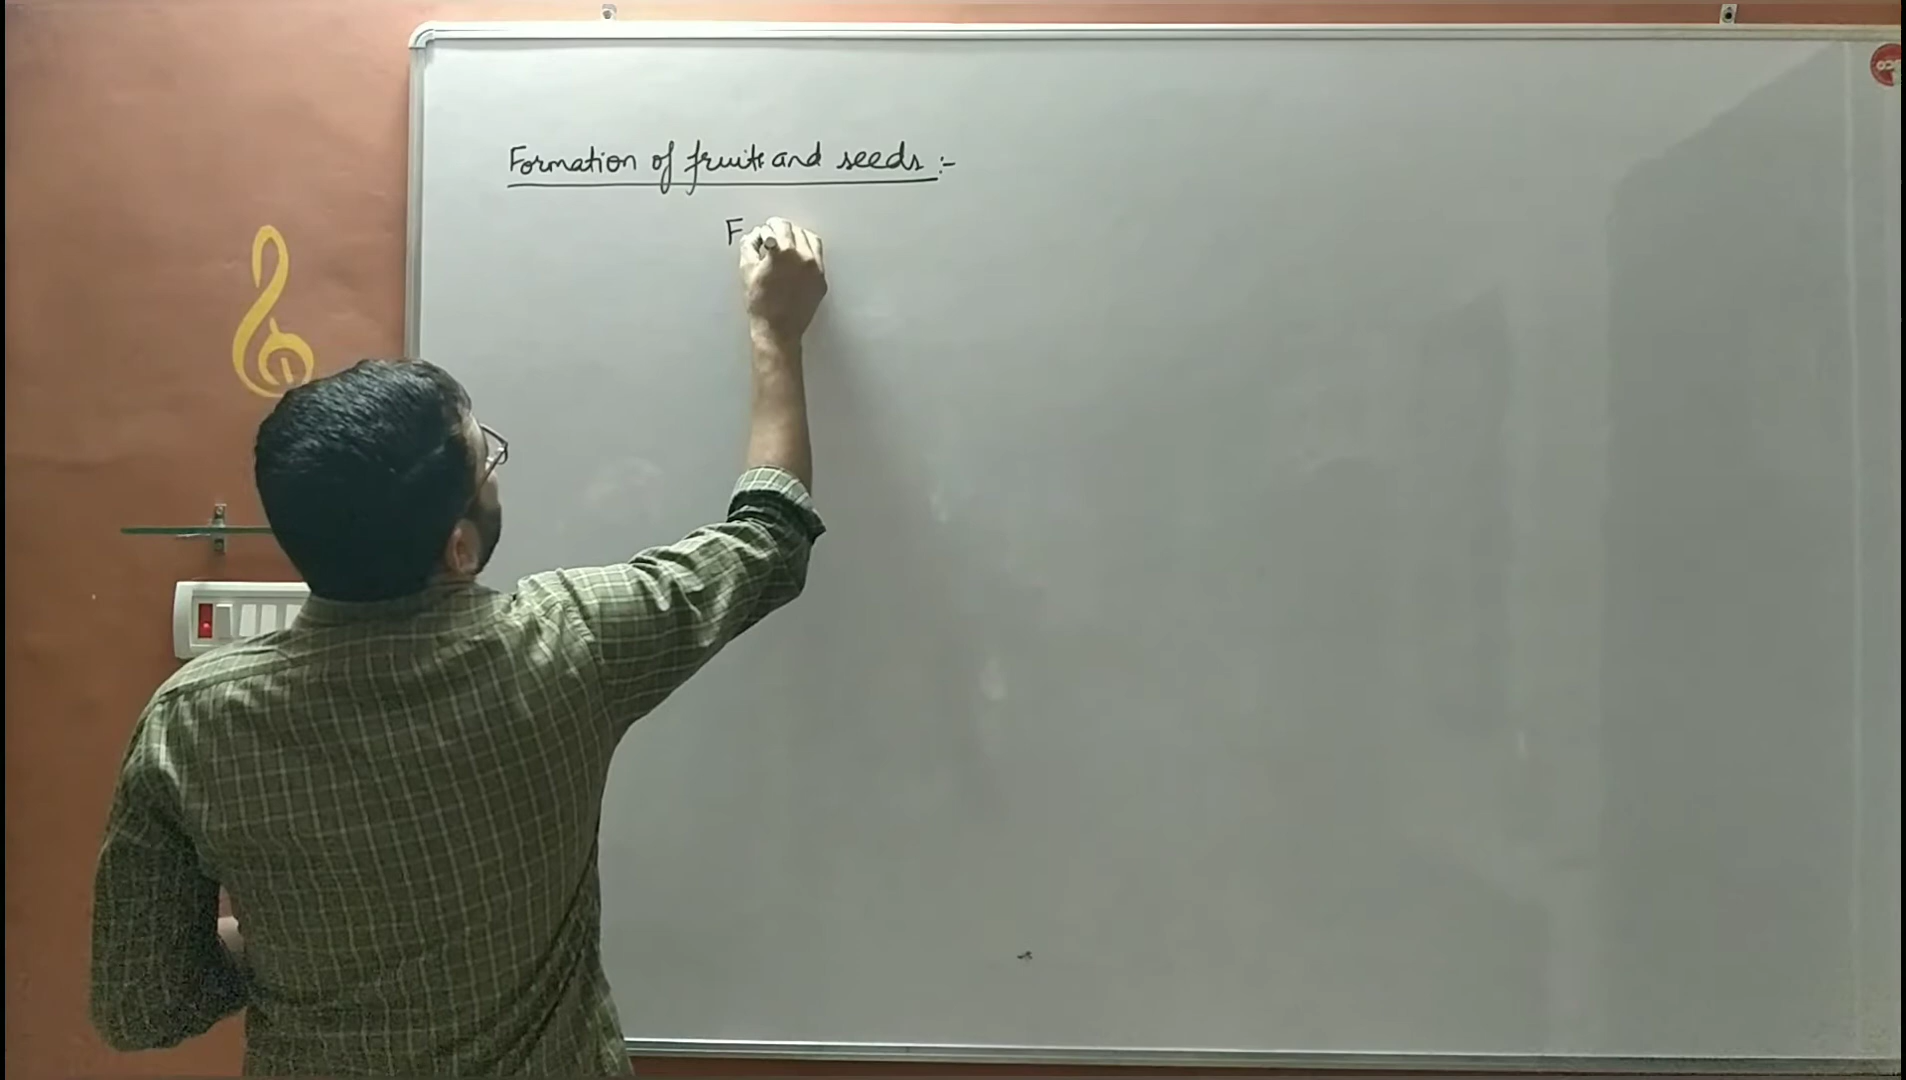 Formation of fruits and seeds :-
F